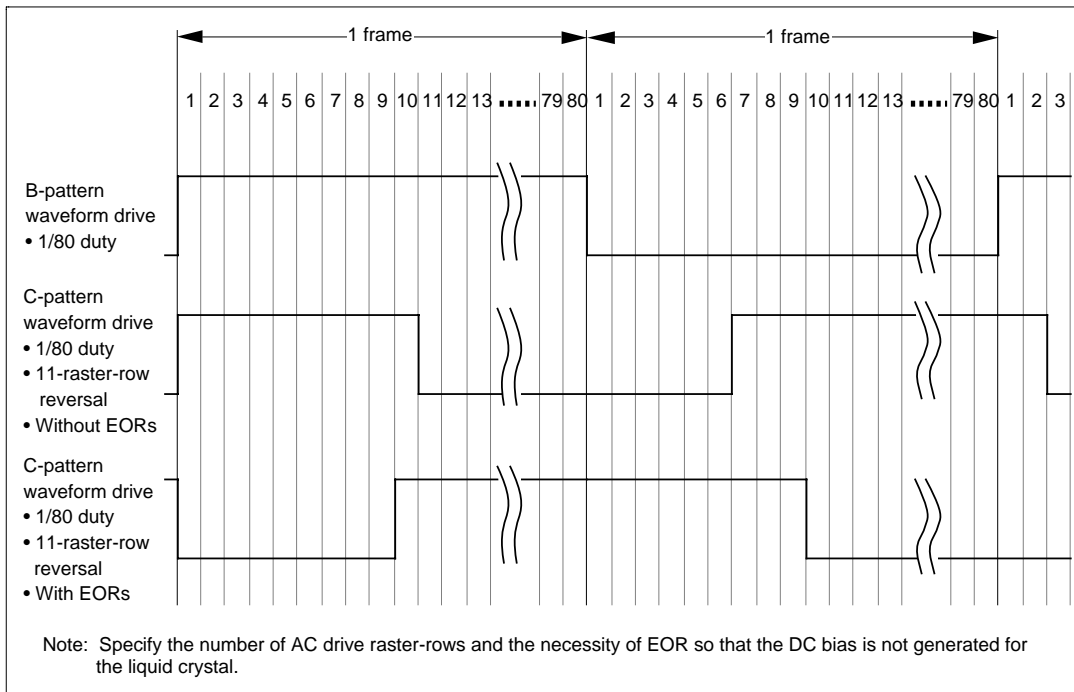 1 frame 1 frame
1 2 3 4 5 6 7 8 9 10 11 12 13 79 80 1 2 3 4 5 6 7 8 9 10 11 12 13 79 80 1 2 3
B-pattern
waveform drive
• 1/80 duty
C-pattern
waveform drive
• 1/80 duty
• 11-raster-row
reversal
• Without EORs
C-pattern
waveform drive
• 1/80 duty
• 11-raster-row
reversal
• With EORs
Note: Specify the number of AC drive raster-rows and the necessity of EOR so that the DC bias is not generated for
the liquid crystal.